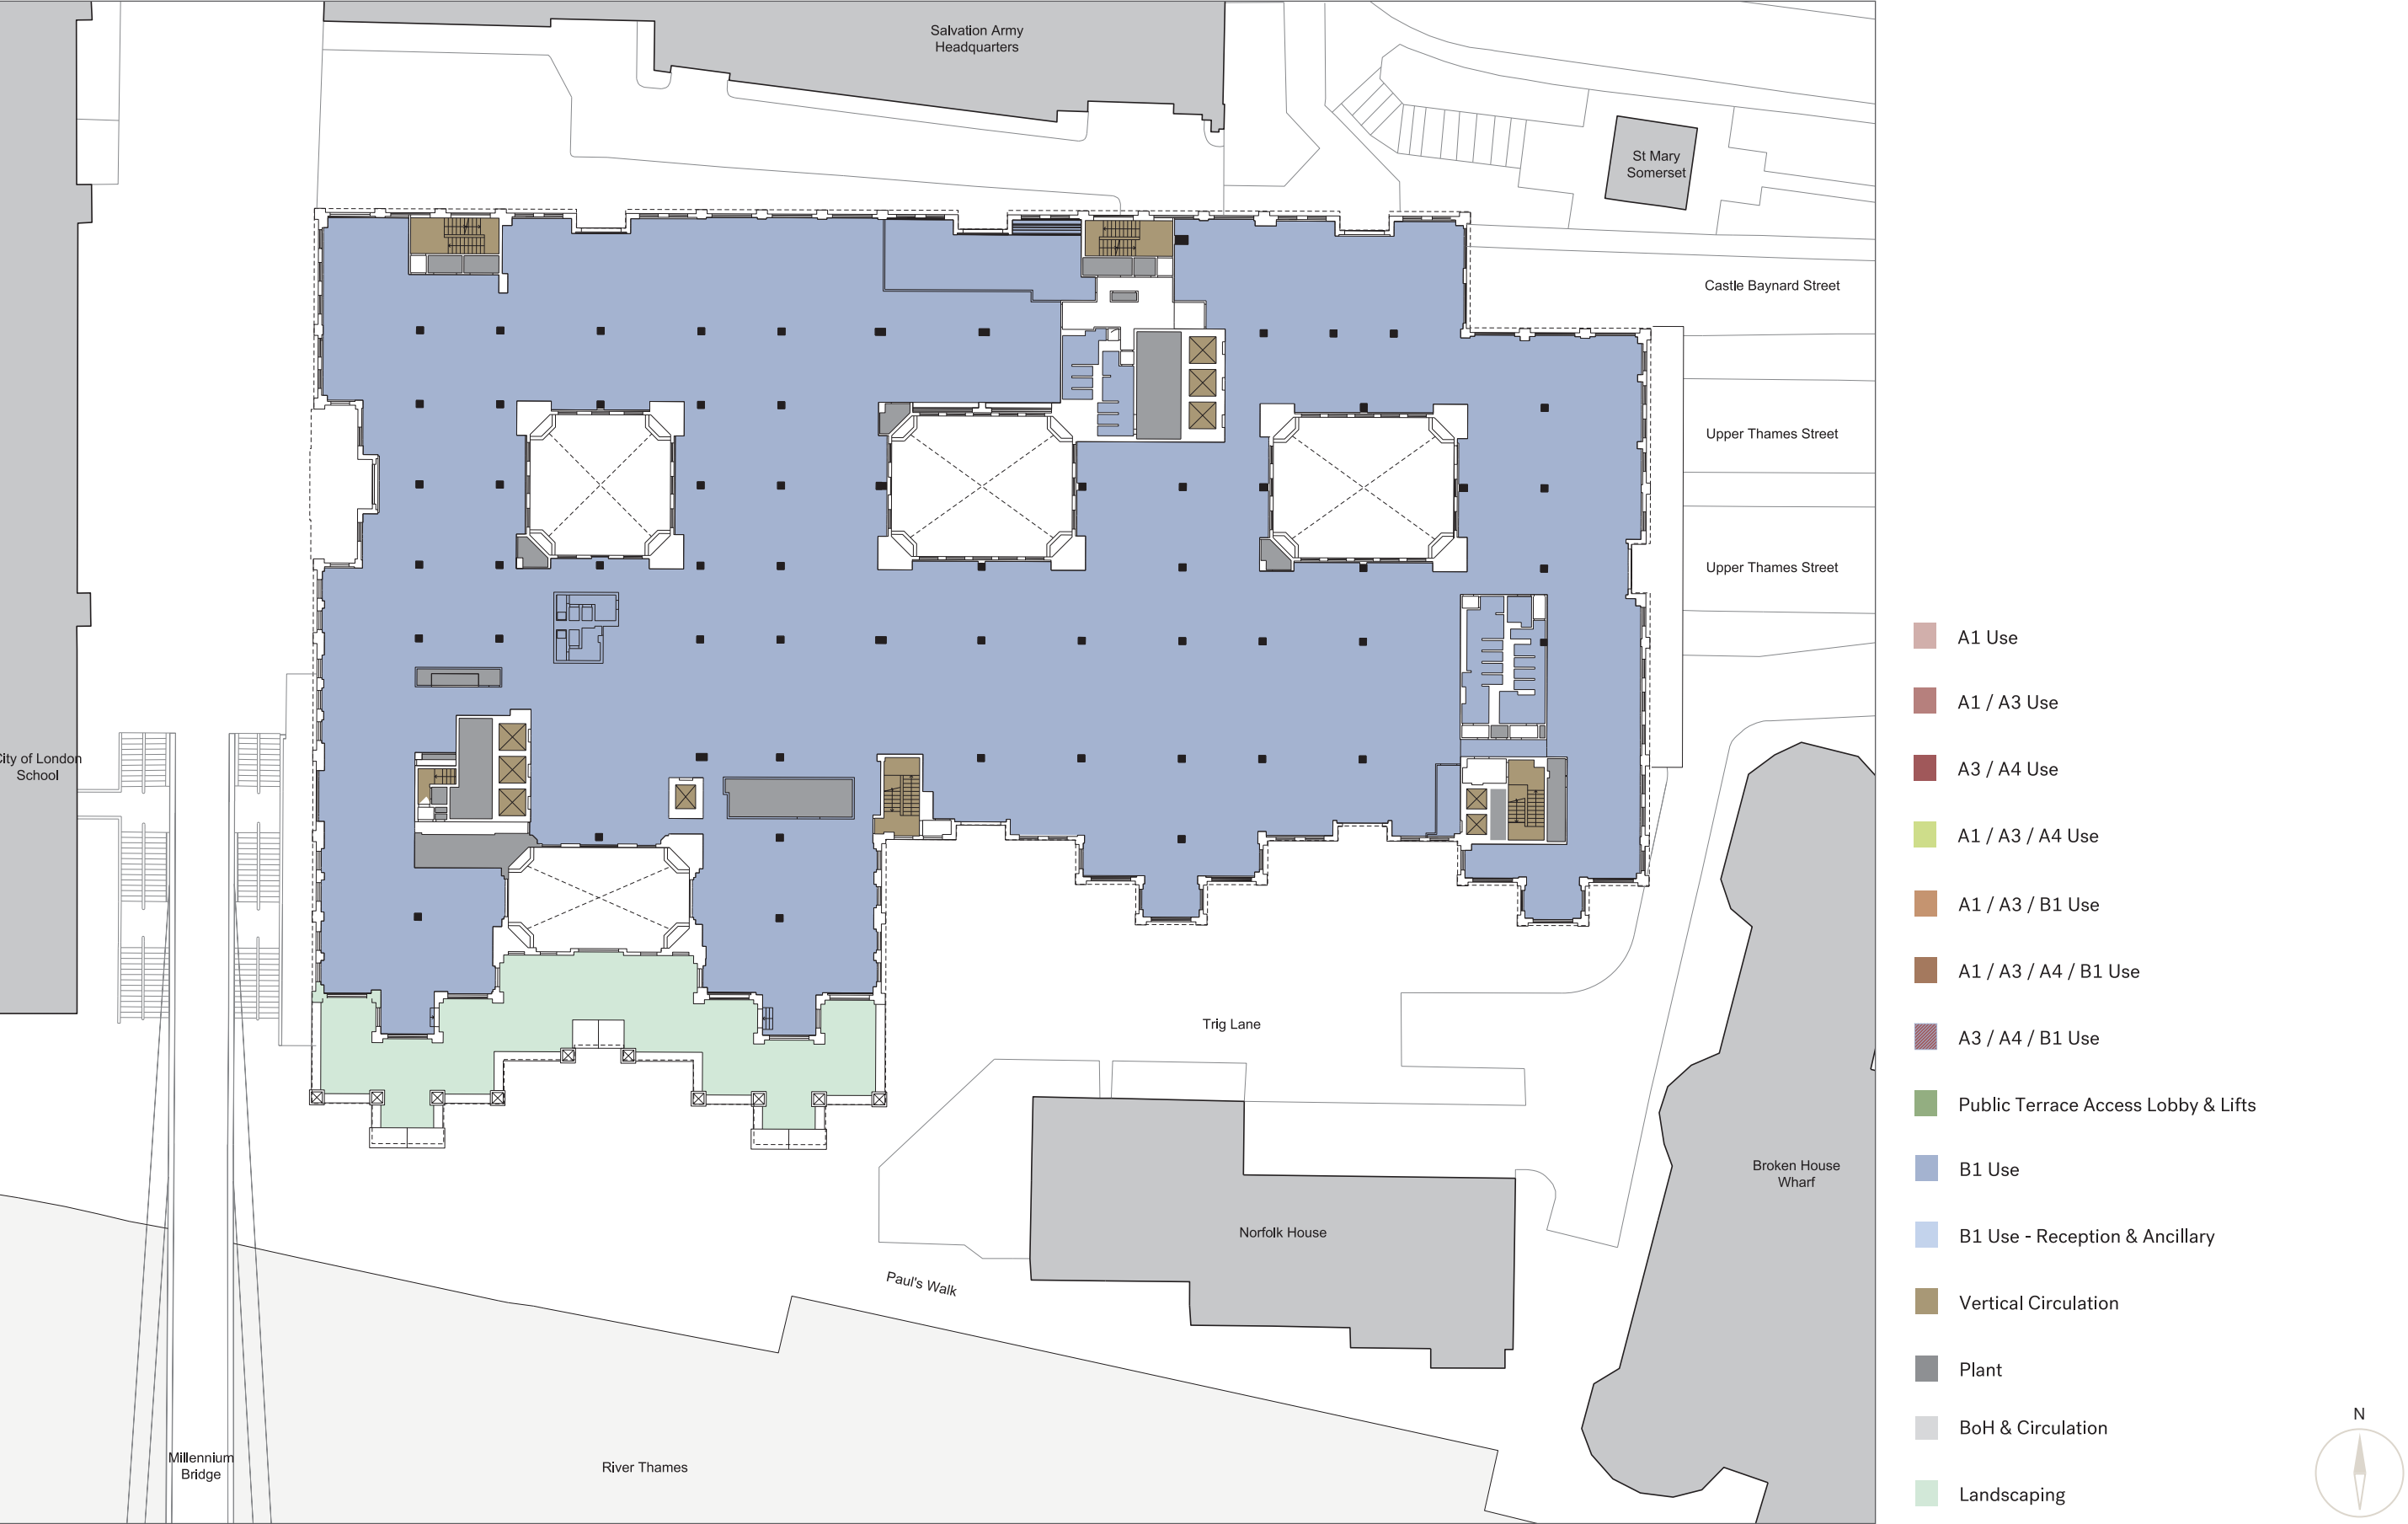 Salvation Army
Headquarters
St Mary
Somerset
Castle Baynard Street
Upper Thames Street
Upper Thames Street
City of London
School
Trig Lane
Broken House
Wharf
Norfolk House
Paul's Walk
Millennium
Bridge
River Thames
A1 Use
A1 / A3 Use
A3 / A4 Use
A1 / A3 / A4 Use
A1 / A3 / B1 Use
A1 / A3 / A4 / B1 Use
A3 / A4 / B1 Use
Public Terrace Access Lobby & Lifts
B1 Use
B1 Use - Reception & Ancillary
Vertical Circulation
Plant
BoH & Circulation
Landscaping
N